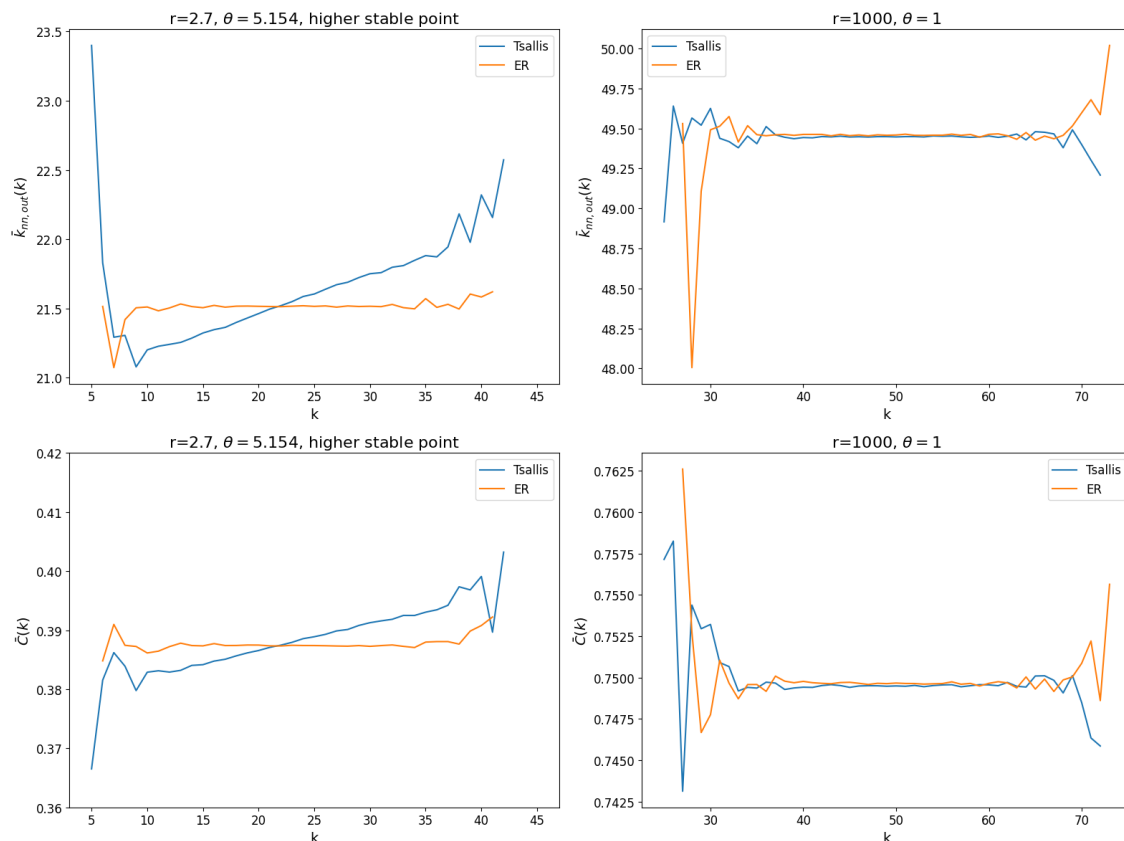 r=2.7, θ = 5.154, higher stable point
23.5
23.0
22.5
22.0
21.5
21.0
k̄nn,out(k)
5 10 15 20 25 30 35 40 45
k
Tsallis
ER
r=1000, θ = 1
50.00
49.75
49.50
49.25
49.00
48.75
48.50
48.25
48.00
k̄nn,out(k)
30 40 50 60 70
k
Tsallis
ER
r=2.7, θ = 5.154, higher stable point
0.42
0.40
0.39
0.38
0.37
0.36
C̄(k)
5 10 15 20 25 30 35 40 45
k
Tsallis
ER
r=1000, θ = 1
0.7625
0.7600
0.7575
0.7550
0.7525
0.7500
0.7475
0.7450
0.7425
C̄(k)
30 40 50 60 70
k
Tsallis
ER